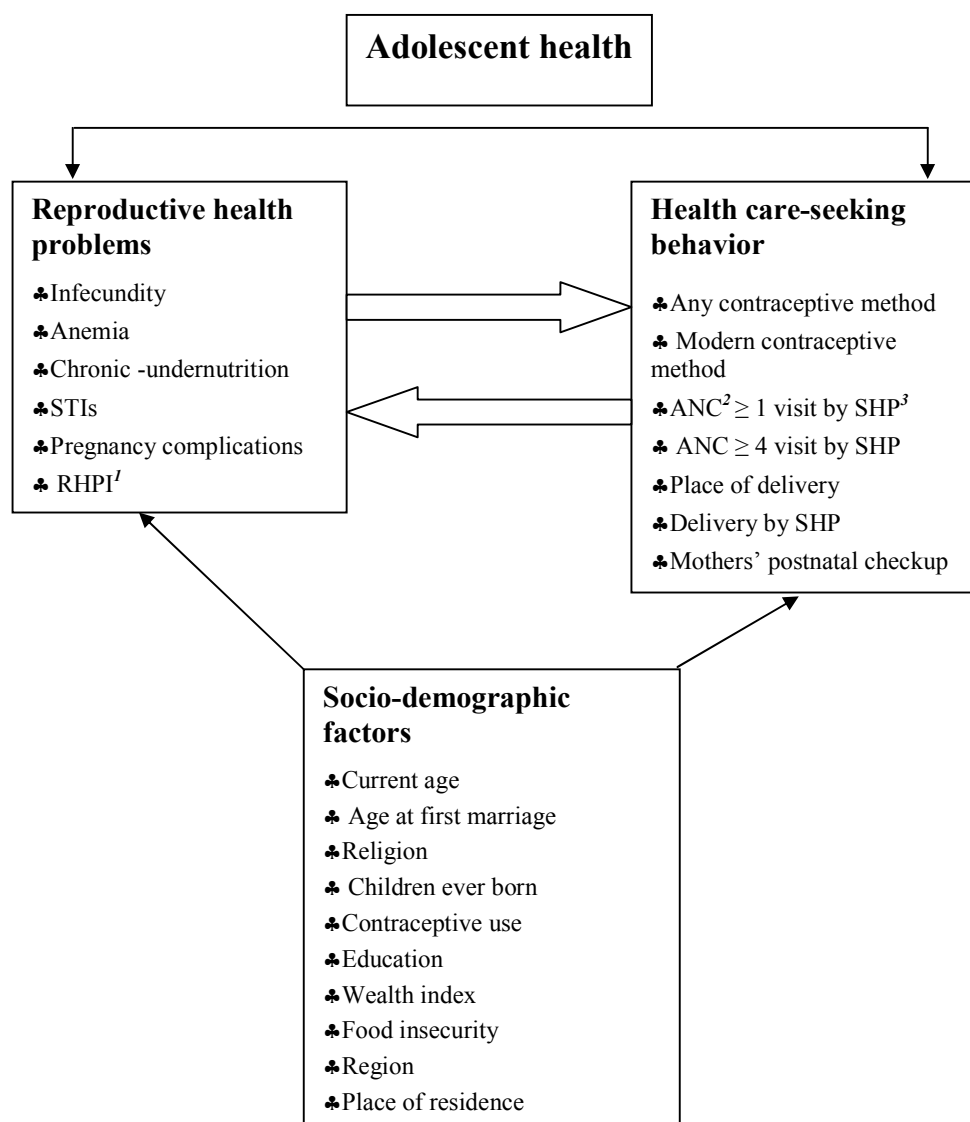 Adolescent health
Reproductive health
problems
♣Infecundity
♣Anemia
♣Chronic -undernutrition
♣STIs
♣Pregnancy complications
♣ RHPI¹
Health care-seeking
behavior
♣Any contraceptive method
♣ Modern contraceptive
method
♣ANC² ≥ 1 visit by SHP³
♣ ANC ≥ 4 visit by SHP
♣Place of delivery
♣Delivery by SHP
♣Mothers’ postnatal checkup
Socio-demographic
factors
♣Current age
♣ Age at first marriage
♣Religion
♣ Children ever born
♣Contraceptive use
♣Education
♣Wealth index
♣Food insecurity
♣Region
♣Place of residence